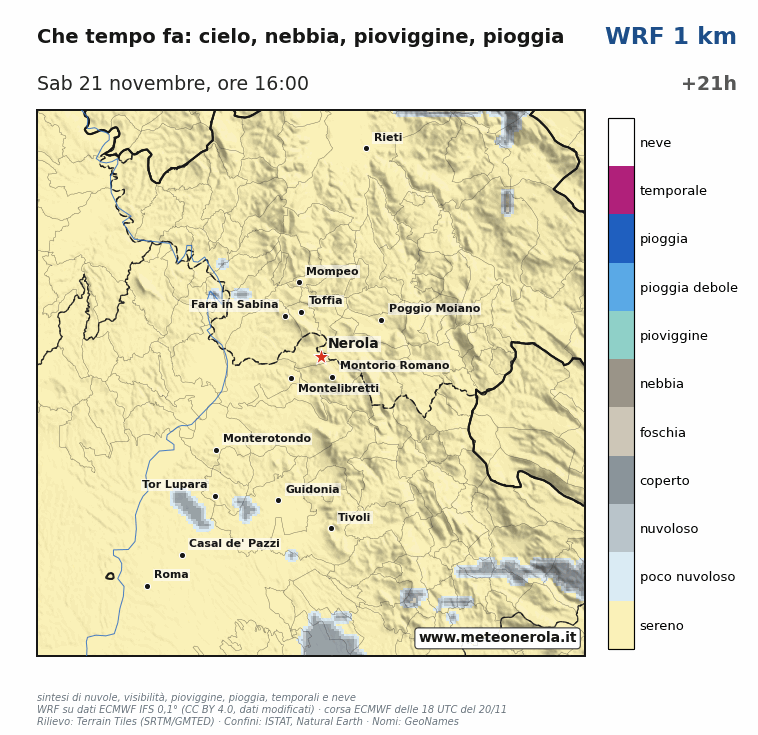 Che tempo fa: cielo, nebbia, pioviggine, pioggia
WRF 1 km
Sab 21 novembre, ore 16:00
+21h
Rieti
Mompeo
Toffia
Fara in Sabina
Poggio Moiano
Nerola
Montorio Romano
Montelibretti
Monterotondo
Tor Lupara
Guidonia
Tivoli
Casal de' Pazzi
Roma
www.meteonerola.it
neve
temporale
pioggia
pioggia debole
pioviggine
nebbia
foschia
coperto
nuvoloso
poco nuvoloso
sereno
sintesi di nuvole, visibilità, pioviggine, pioggia, temporali e neve
WRF su dati ECMWF IFS 0,1° (CC BY 4.0, dati modificati) · corsa ECMWF delle 18 UTC del 20/11
Rilievo: Terrain Tiles (SRTM/GMTED) · Confini: ISTAT, Natural Earth · Nomi: GeoNames